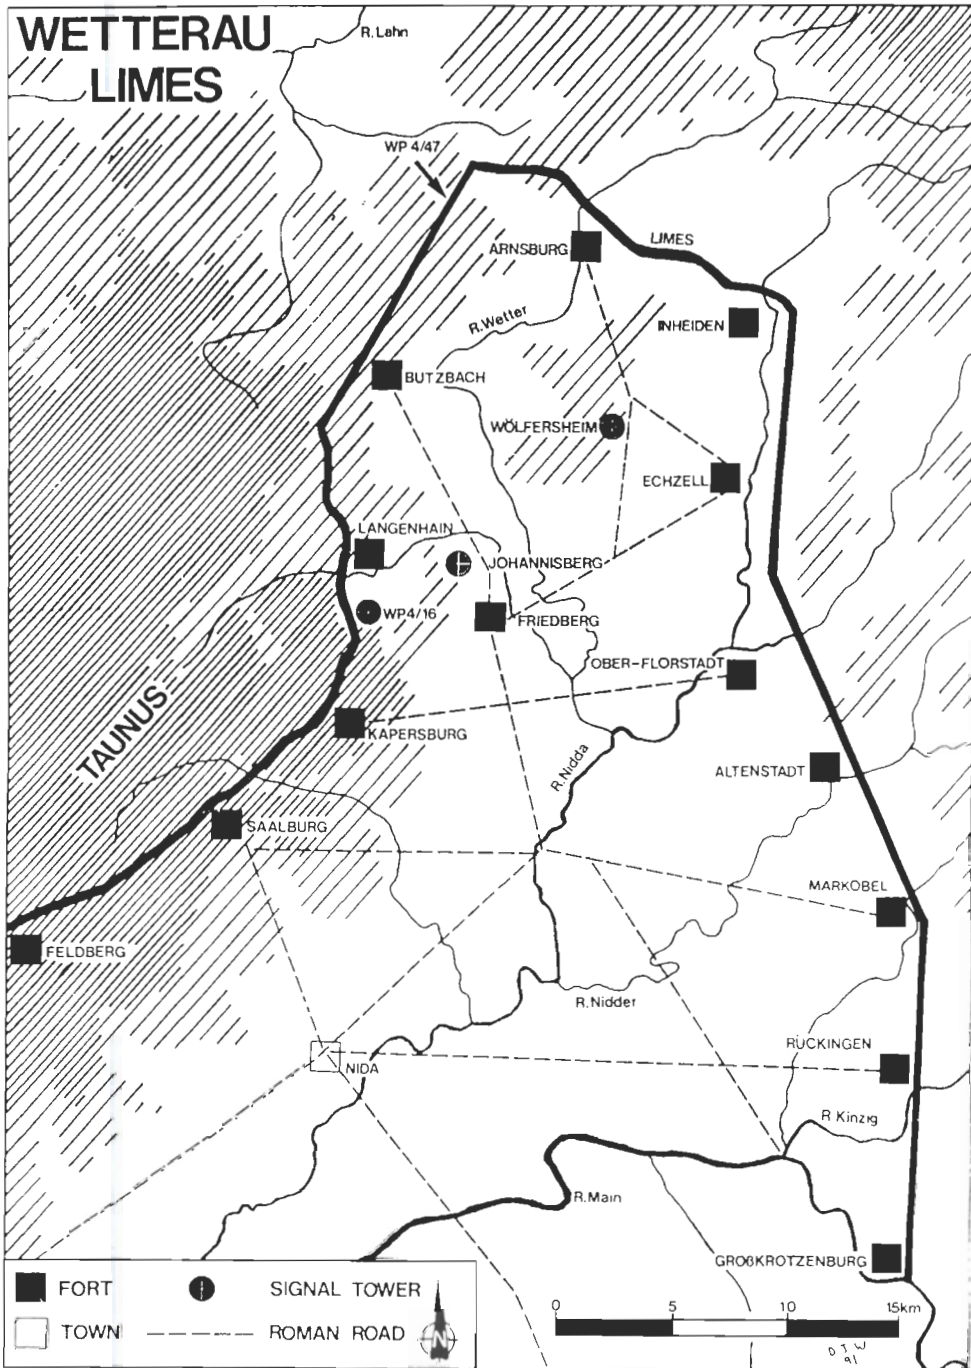 WETTERAU
LIMES
R. Lahn
WP 4/47
ARNSBURG
LIMES
R. Wetter
INHEIDEN
BUTZBACH
WÖLFERSHEIM
ECHZELL
LANGENHAIN
JOHANNISBERG
WP4/16
FRIEDBERG
OBER-FLORSTADT
TAUNUS
KAPERSBURG
R. Nidda
ALTENSTADT
SAALBURG
MARKOBEL
FELDBERG
R. Nidder
RÜCKINGEN
NIDA
R Kinzig
R. Main
GROßKROTZENBURG
FORT
SIGNAL TOWER
TOWN
ROMAN ROAD
N
0 5 10 15km
D J W
91